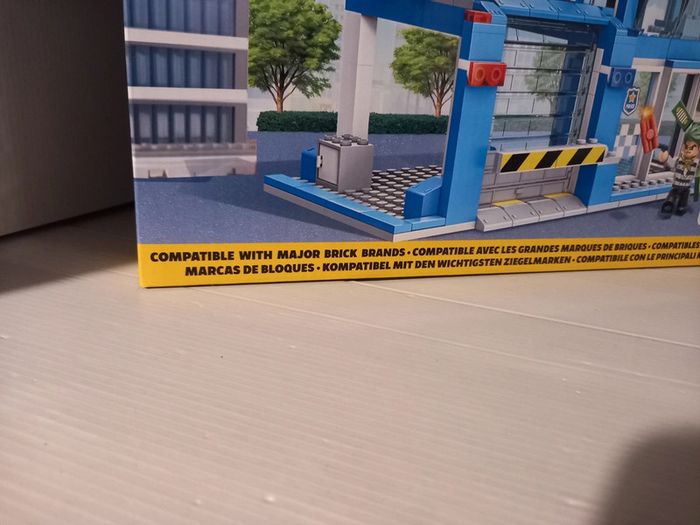 COMPATIBLE WITH MAJOR BRICK BRANDS • COMPATIBLE AVEC LES GRANDES MARQUES DE BRIQUES • COMPATIBLES
MARCAS DE BLOQUES • KOMPATIBEL MIT DEN WICHTIGSTEN ZIEGELMARKEN • COMPATIBILE CON LE PRINCIPALI